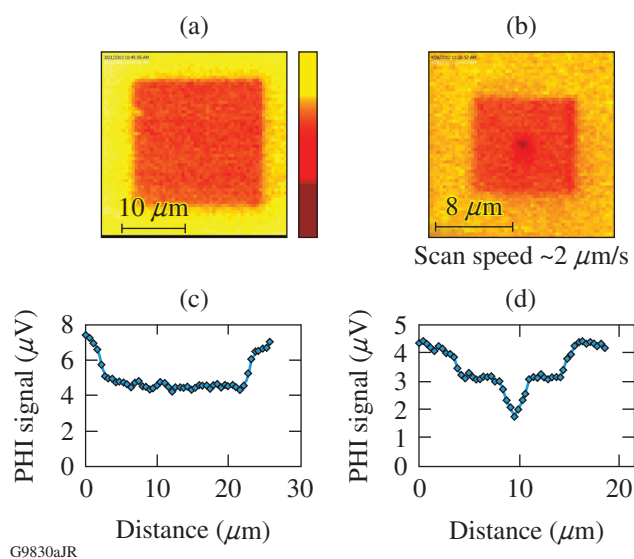 (a)
(b)
10 μm
8 μm
Scan speed ~2 μm/s
(c)
(d)
PHI signal (μV)
8
6
4
2
0
0 10 20 30
Distance (μm)
PHI signal (μV)
5
4
3
2
1
0
0 10 20
Distance (μm)
G9830aJR